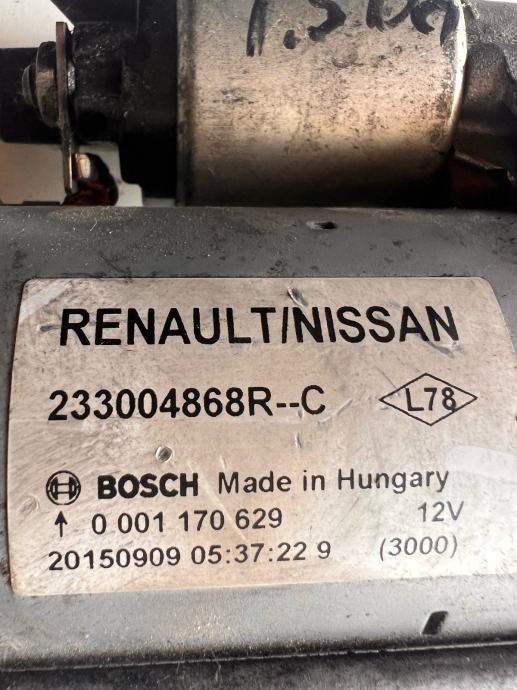 RENAULT/NISSAN
233004868R--C L78
BOSCH Made in Hungary
↑ 0 001 170 629 12V
20150909 05:37:22 9 (3000)